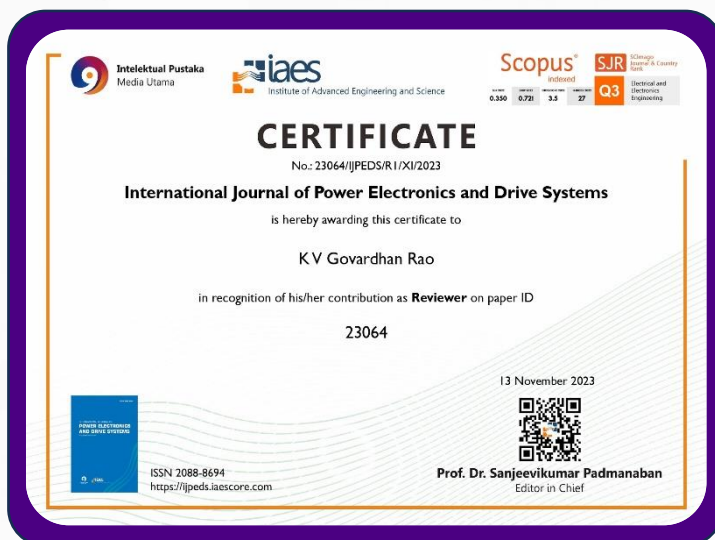 Intelektual Pustaka
Media Utama
iaes
Institute of Advanced Engineering and Science
Scopus®
indexed
0.350 0.721 3.5 27
SJR
SCImago
Journal & Country
Rank
Q3
Electrical and
Electronics
Engineering
CERTIFICATE
No.: 23064/IJPEDS/R1/XI/2023
International Journal of Power Electronics and Drive Systems
is hereby awarding this certificate to
K V Govardhan Rao
in recognition of his/her contribution as Reviewer on paper ID
23064
13 November 2023
POWER ELECTRONICS
AND DRIVE SYSTEMS
ISSN 2088-8694
https://ijpeds.iaescore.com
Prof. Dr. Sanjeevikumar Padmanaban
Editor in Chief